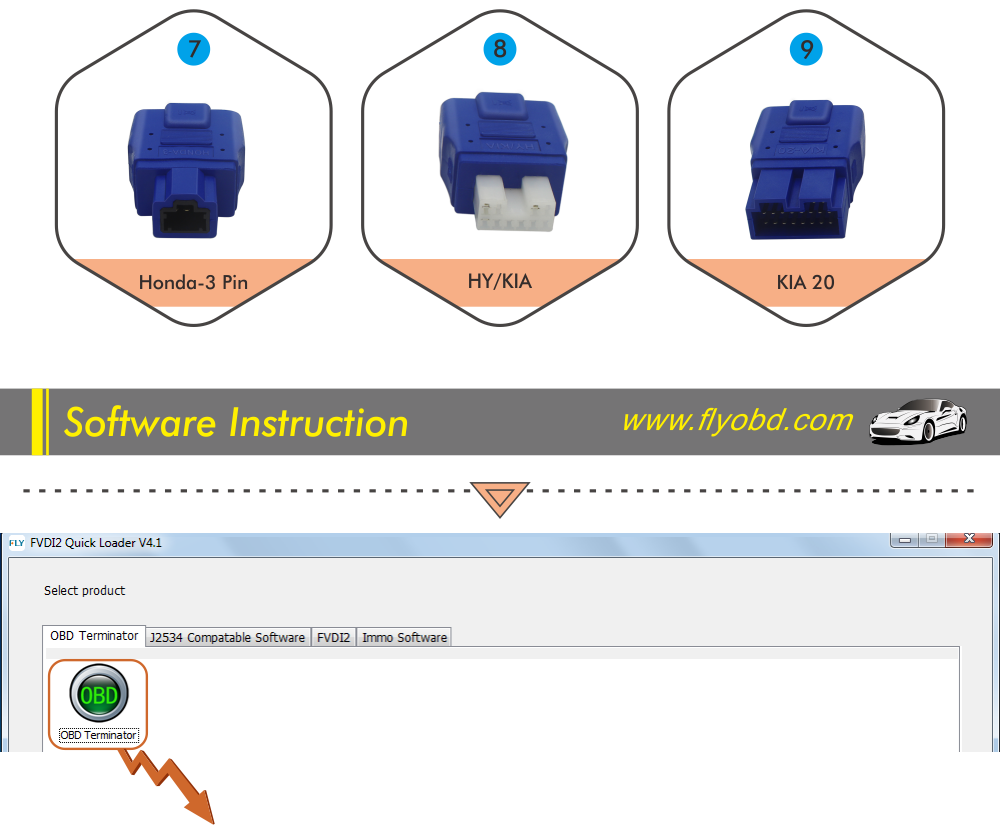 7
8
9
Honda-3 Pin
HY/KIA
KIA 20
Software Instruction
www.flyobd.com
FLY FVDI2 Quick Loader V4.1
Select product
OBD Terminator J2534 Compatable Software FVDI2 Immo Software
OBD
OBD Terminator